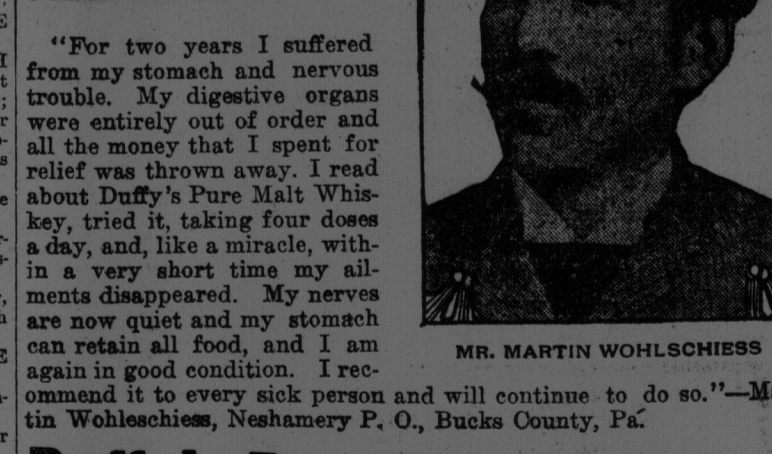 "For two years I suffered
from my stomach and nervous
trouble. My digestive organs
were entirely out of order and
all the money that I spent for
relief was thrown away. I read
about Duffy's Pure Malt Whis-
key, tried it, taking four doses
a day, and, like a miracle, with-
in a very short time my ail-
ments disappeared. My nerves
are now quiet and my stomach
can retain all food, and I am
again in good condition. I rec-
ommend it to every sick person and will continue to do so."—
tin Wohleschiess, Neshamery P. O., Bucks County, Pa.
MR. MARTIN WOHLSCHIESS